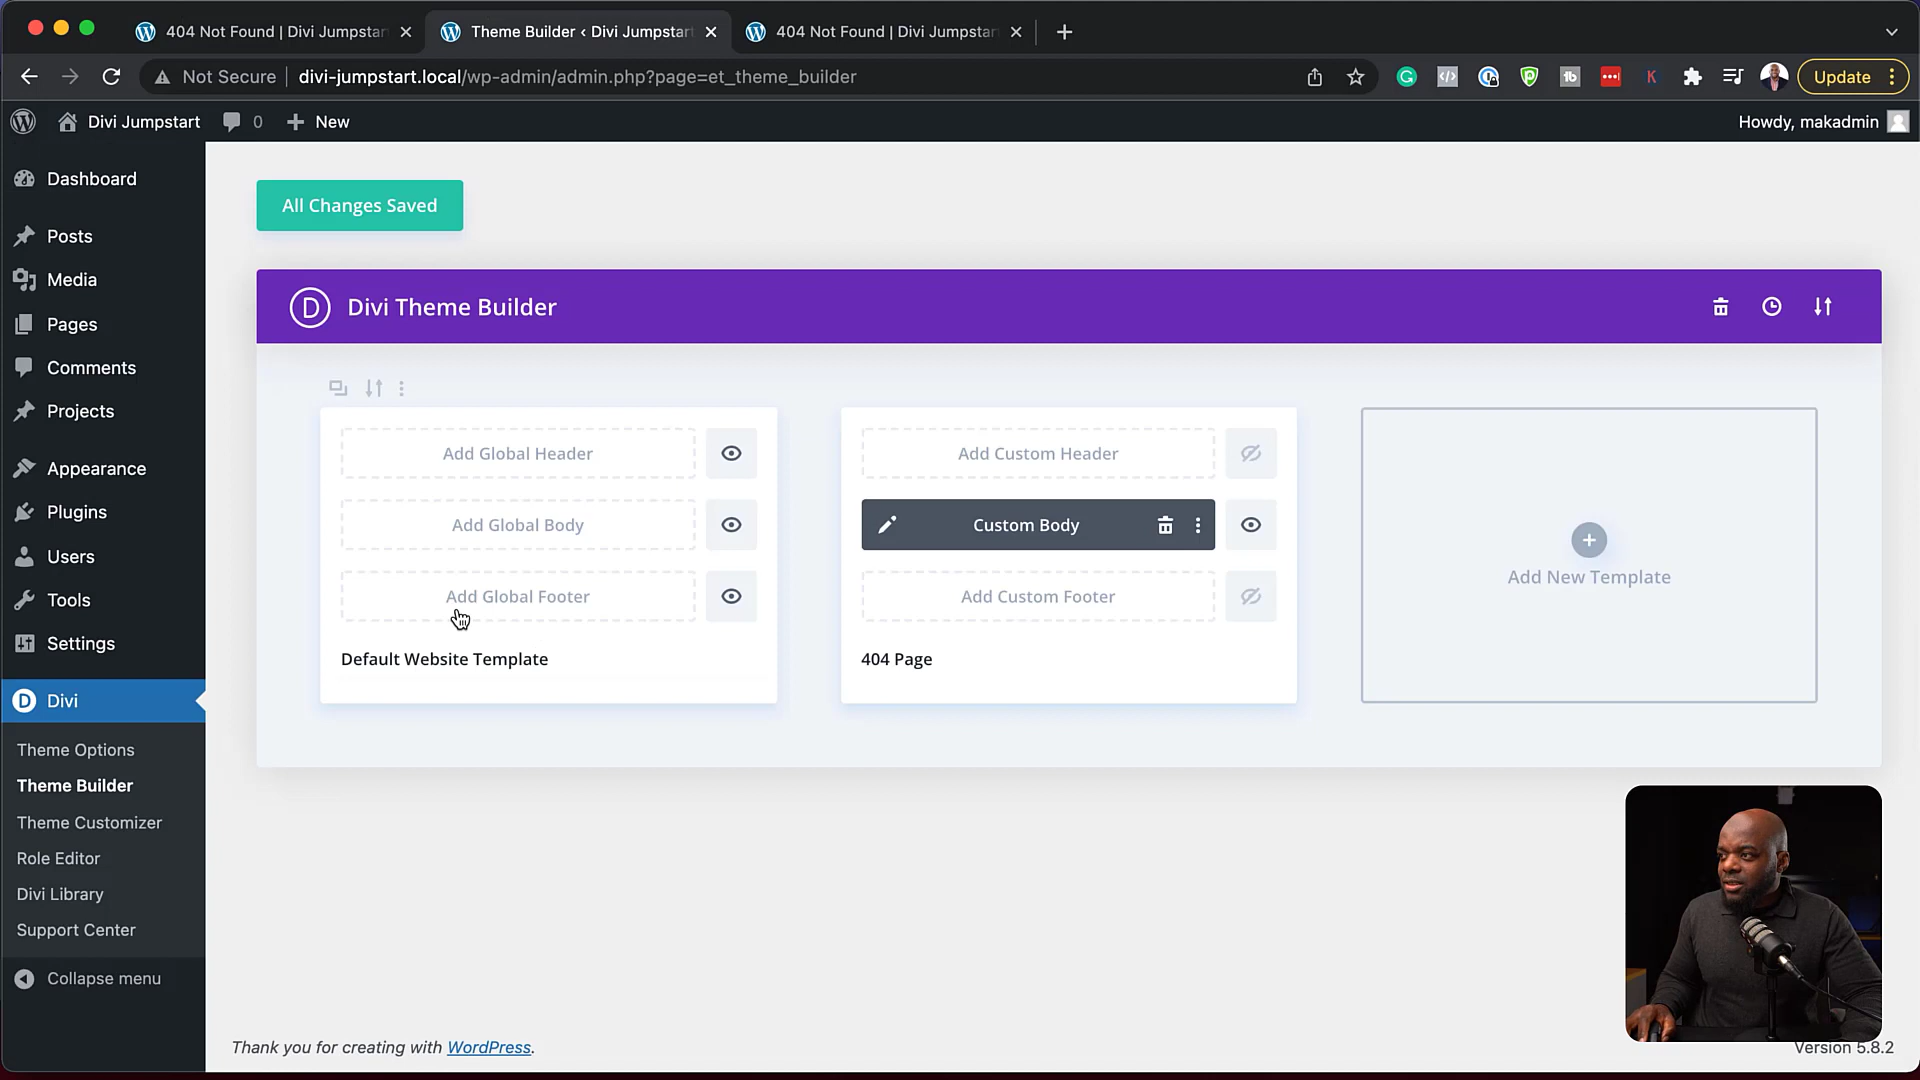 404 Not Found | Divi Jumpstar
Theme Builder ‹ Divi Jumpstart
404 Not Found | Divi Jumpstar
Not Secure
divi-jumpstart.local/wp-admin/admin.php?page=et_theme_builder
Update
Divi Jumpstart
0
New
Howdy, makadmin
Dashboard
Posts
Media
Pages
Comments
Projects
Appearance
Plugins
Users
Tools
Settings
Divi
Theme Options
Theme Builder
Theme Customizer
Role Editor
Divi Library
Support Center
Collapse menu
All Changes Saved
D
Divi Theme Builder
Add Global Header
Add Global Body
Add Global Footer
Default Website Template
Add Custom Header
Custom Body
Add Custom Footer
404 Page
Add New Template
Thank you for creating with WordPress.
Version 5.8.2